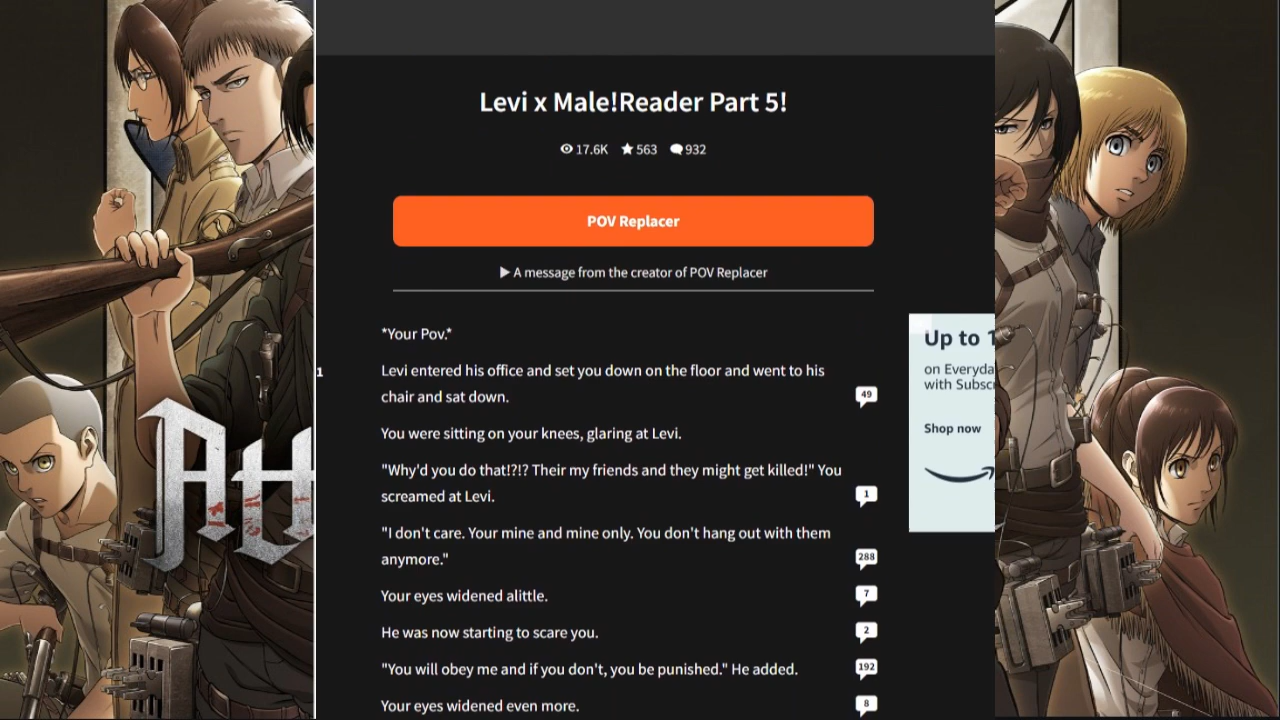 Levi x Male!Reader Part 5!
17.6K 563 932
POV Replacer
A message from the creator of POV Replacer
*Your Pov.*
1
Levi entered his office and set you down on the floor and went to his
chair and sat down.
49
You were sitting on your knees, glaring at Levi.
"Why'd you do that!?!? Their my friends and they might get killed!" You
screamed at Levi.
1
"I don't care. Your mine and mine only. You don't hang out with them
anymore."
288
Your eyes widened alittle.
7
He was now starting to scare you.
2
"You will obey me and if you don't, you be punished." He added.
192
Your eyes widened even more.
8
Up to 1
on Everyda
with Subsc
Shop now
Att